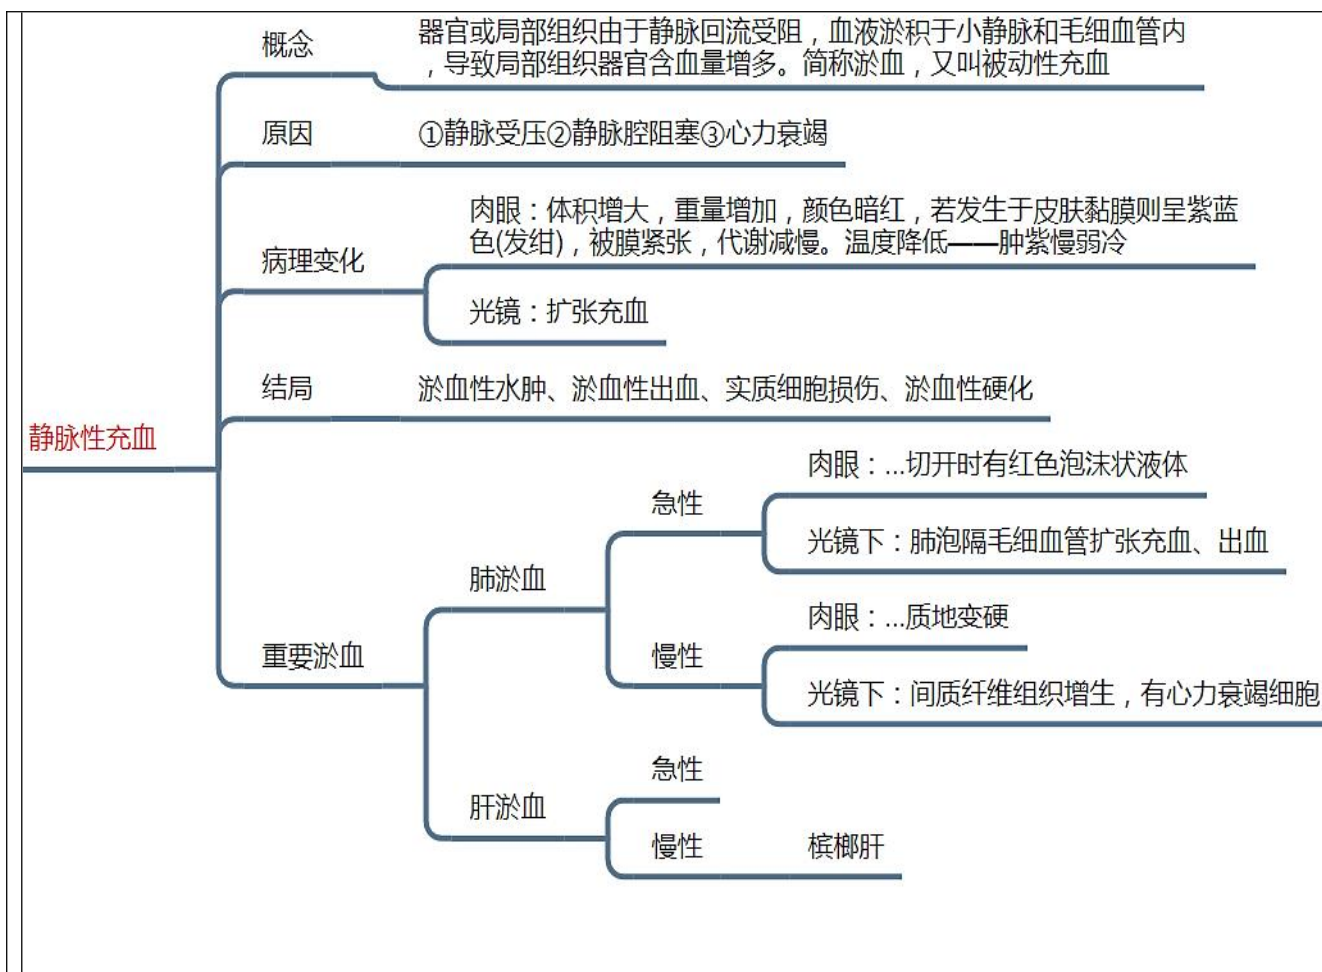 概念
器官或局部组织由于静脉回流受阻，血液淤积于小静脉和毛细血管内
，导致局部组织器官含血量增多。简称淤血，又叫被动性充血
原因
①静脉受压②静脉腔阻塞③心力衰竭
病理变化
肉眼：体积增大，重量增加，颜色暗红，若发生于皮肤黏膜则呈紫蓝
色(发绀)，被膜紧张，代谢减慢。温度降低——肿紫慢弱冷
光镜：扩张充血
结局
淤血性水肿、淤血性出血、实质细胞损伤、淤血性硬化
静脉性充血
重要淤血
肺淤血
急性
肉眼：...切开时有红色泡沫状液体
光镜下：肺泡隔毛细血管扩张充血、出血
慢性
肉眼：...质地变硬
光镜下：间质纤维组织增生，有心力衰竭细胞
肝淤血
急性
慢性
槟榔肝